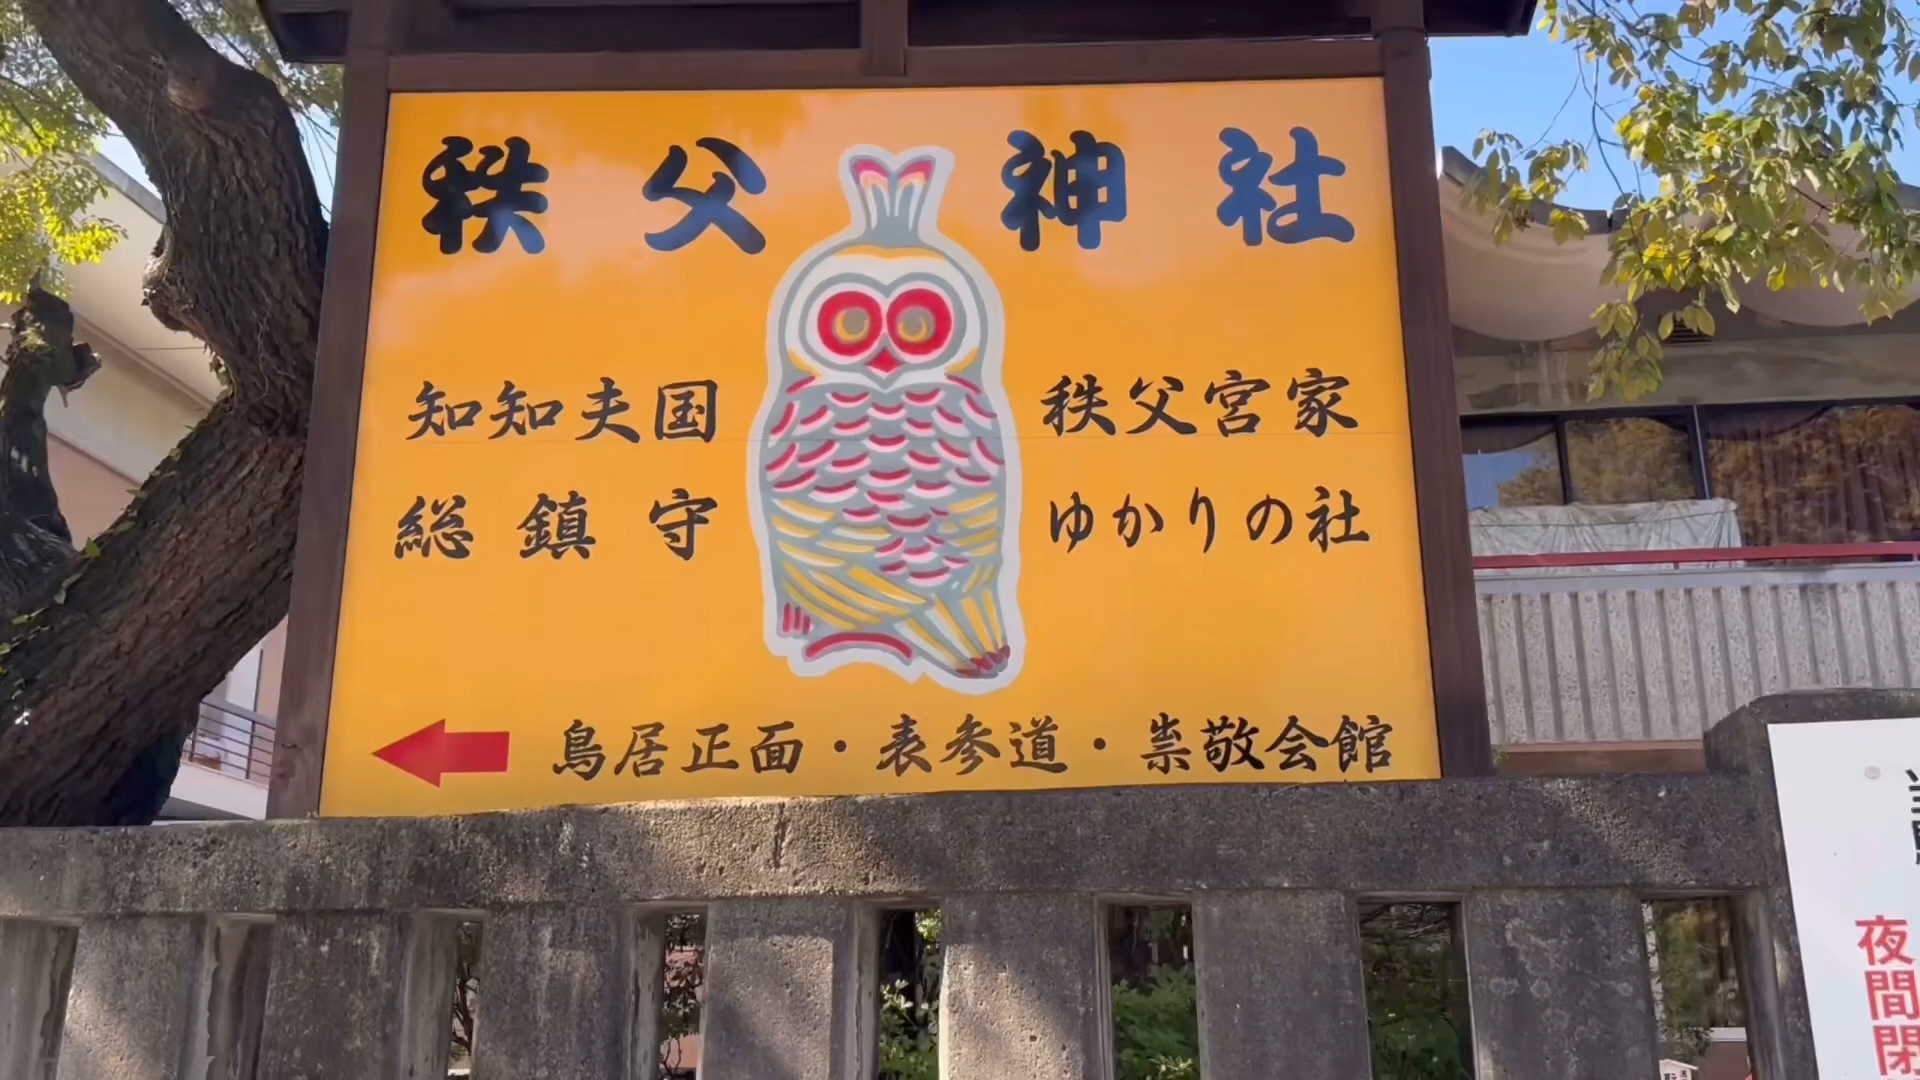 秩父神社
知知夫国
総鎮守
秩父宮家
ゆかりの社
鳥居正面・表参道・崇敬会館
夜間閉